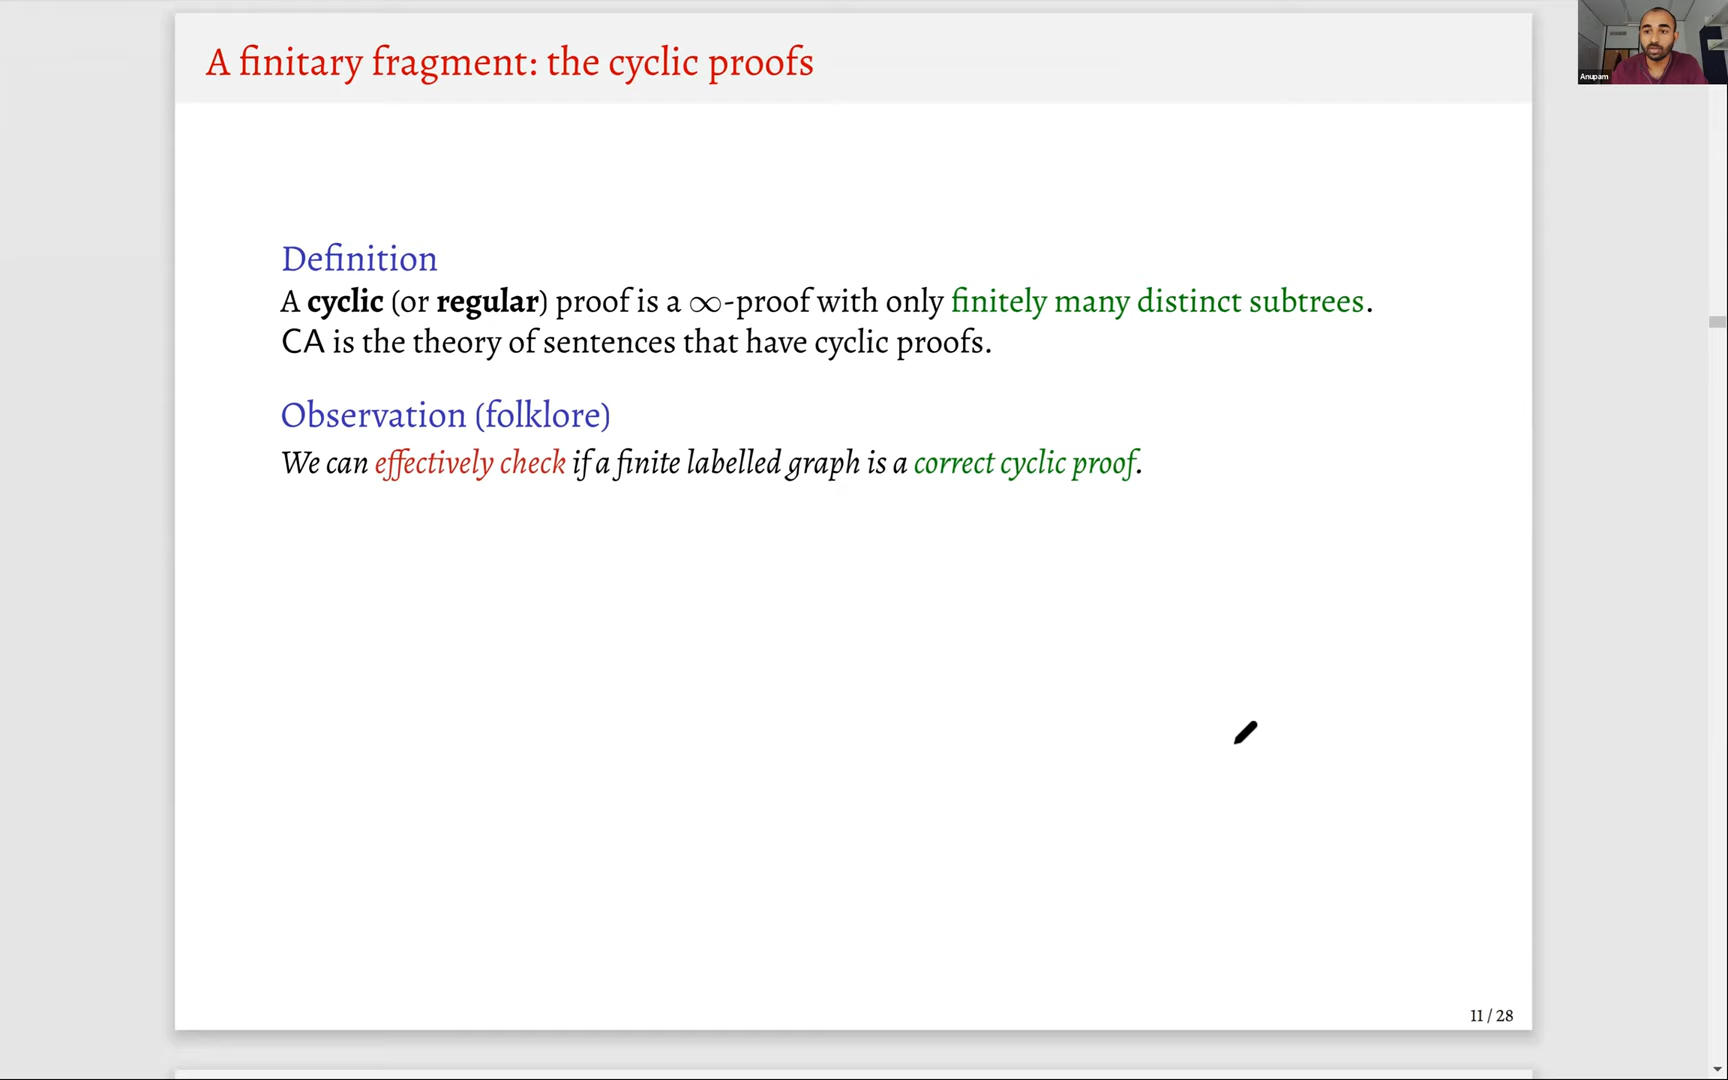 A finitary fragment: the cyclic proofs
Anupam
Definition
A cyclic (or regular) proof is a ∞-proof with only finitely many distinct subtrees.
CA is the theory of sentences that have cyclic proofs.
Observation (folklore)
We can effectively check if a finite labelled graph is a correct cyclic proof.
11 / 28